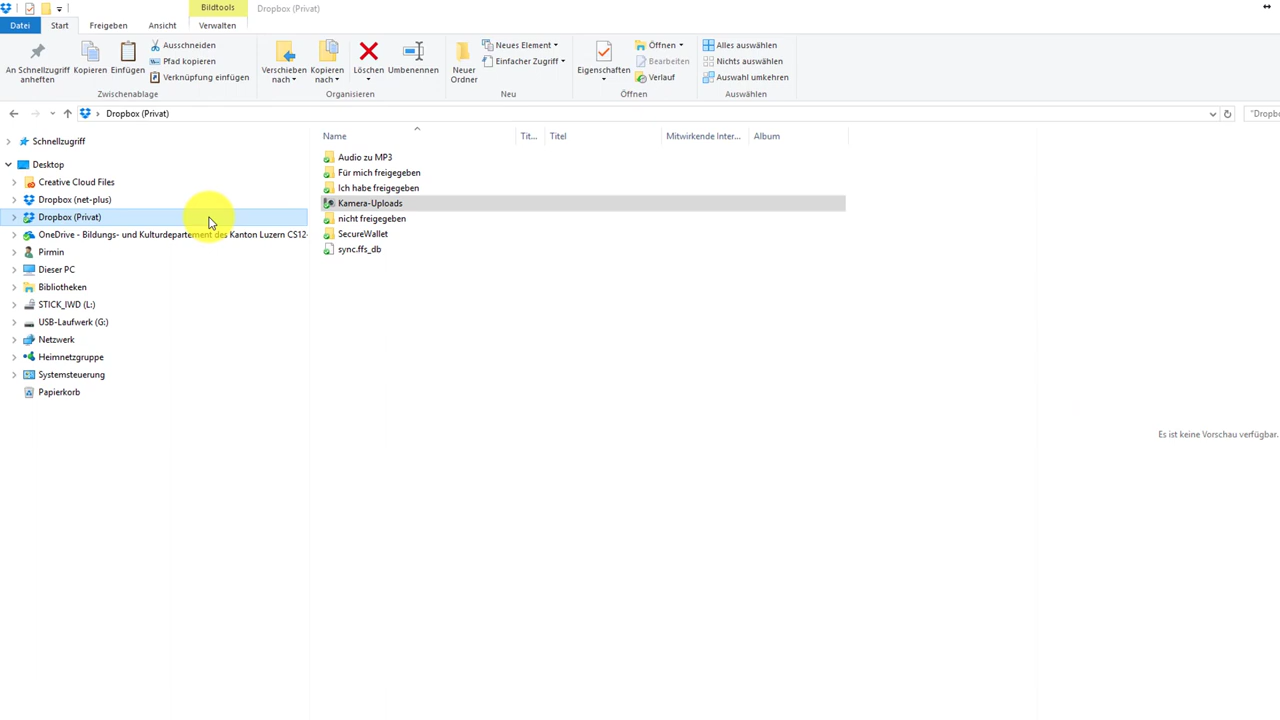 Bildtools
Dropbox (Privat)
Datei
Start
Freigeben
Ansicht
Verwalten
An Schnellzugriff
anheften
Kopieren
Einfügen
Ausschneiden
Pfad kopieren
Verknüpfung einfügen
Zwischenablage
Verschieben
nach
Kopieren
nach
Löschen
Umbenennen
Organisieren
Neuer
Ordner
Neues Element
Einfacher Zugriff
Neu
Eigenschaften
Öffnen
Bearbeiten
Verlauf
Öffnen
Alles auswählen
Nichts auswählen
Auswahl umkehren
Auswählen
Dropbox (Privat)
"Dropbo
Schnellzugriff
Desktop
Creative Cloud Files
Dropbox (net-plus)
Dropbox (Privat)
OneDrive - Bildungs- und Kulturdepartement des Kanton Luzern CS12-
Pirmin
Dieser PC
Bibliotheken
STICK_IWD (L:)
USB-Laufwerk (G:)
Netzwerk
Heimnetzgruppe
Systemsteuerung
Papierkorb
Name
Tit...
Titel
Mitwirkende Inter...
Album
Audio zu MP3
Für mich freigegeben
Ich habe freigegeben
Kamera-Uploads
nicht freigegeben
SecureWallet
sync.ffs_db
Es ist keine Vorschau verfügbar.